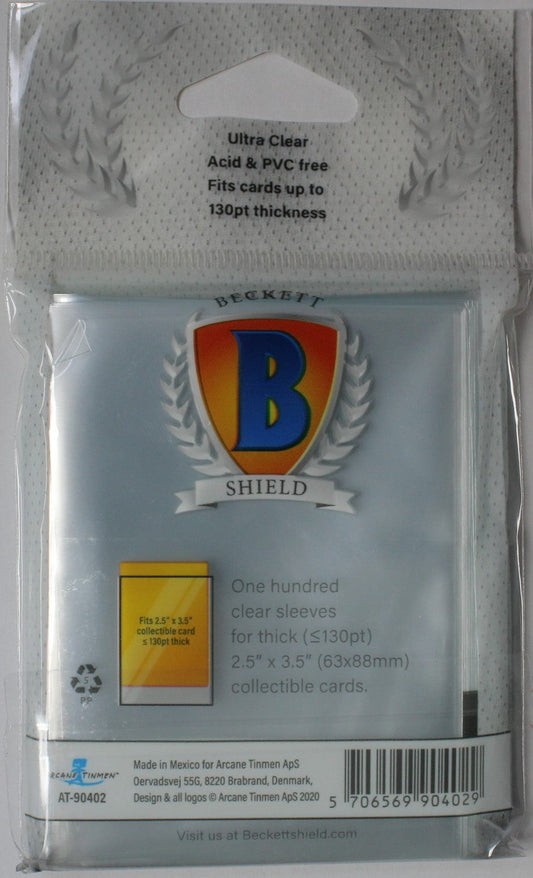 Ultra Clear
Acid & PVC free
Fits cards up to
130pt thickness
BECKETT
B
SHIELD
Fits 2.5" x 3.5"
collectible card
≤ 130pt thick
One hundred
clear sleeves
for thick (≤130pt)
2.5" x 3.5" (63x88mm)
collectible cards.
5
PP
ARCANE TINMEN
AT-90402
Made in Mexico for Arcane Tinmen ApS
Oervadsvej 55G, 8220 Brabrand, Denmark,
Design & all logos © Arcane Tinmen ApS 2020
5 706569 904029
Visit us at Beckettshield.com